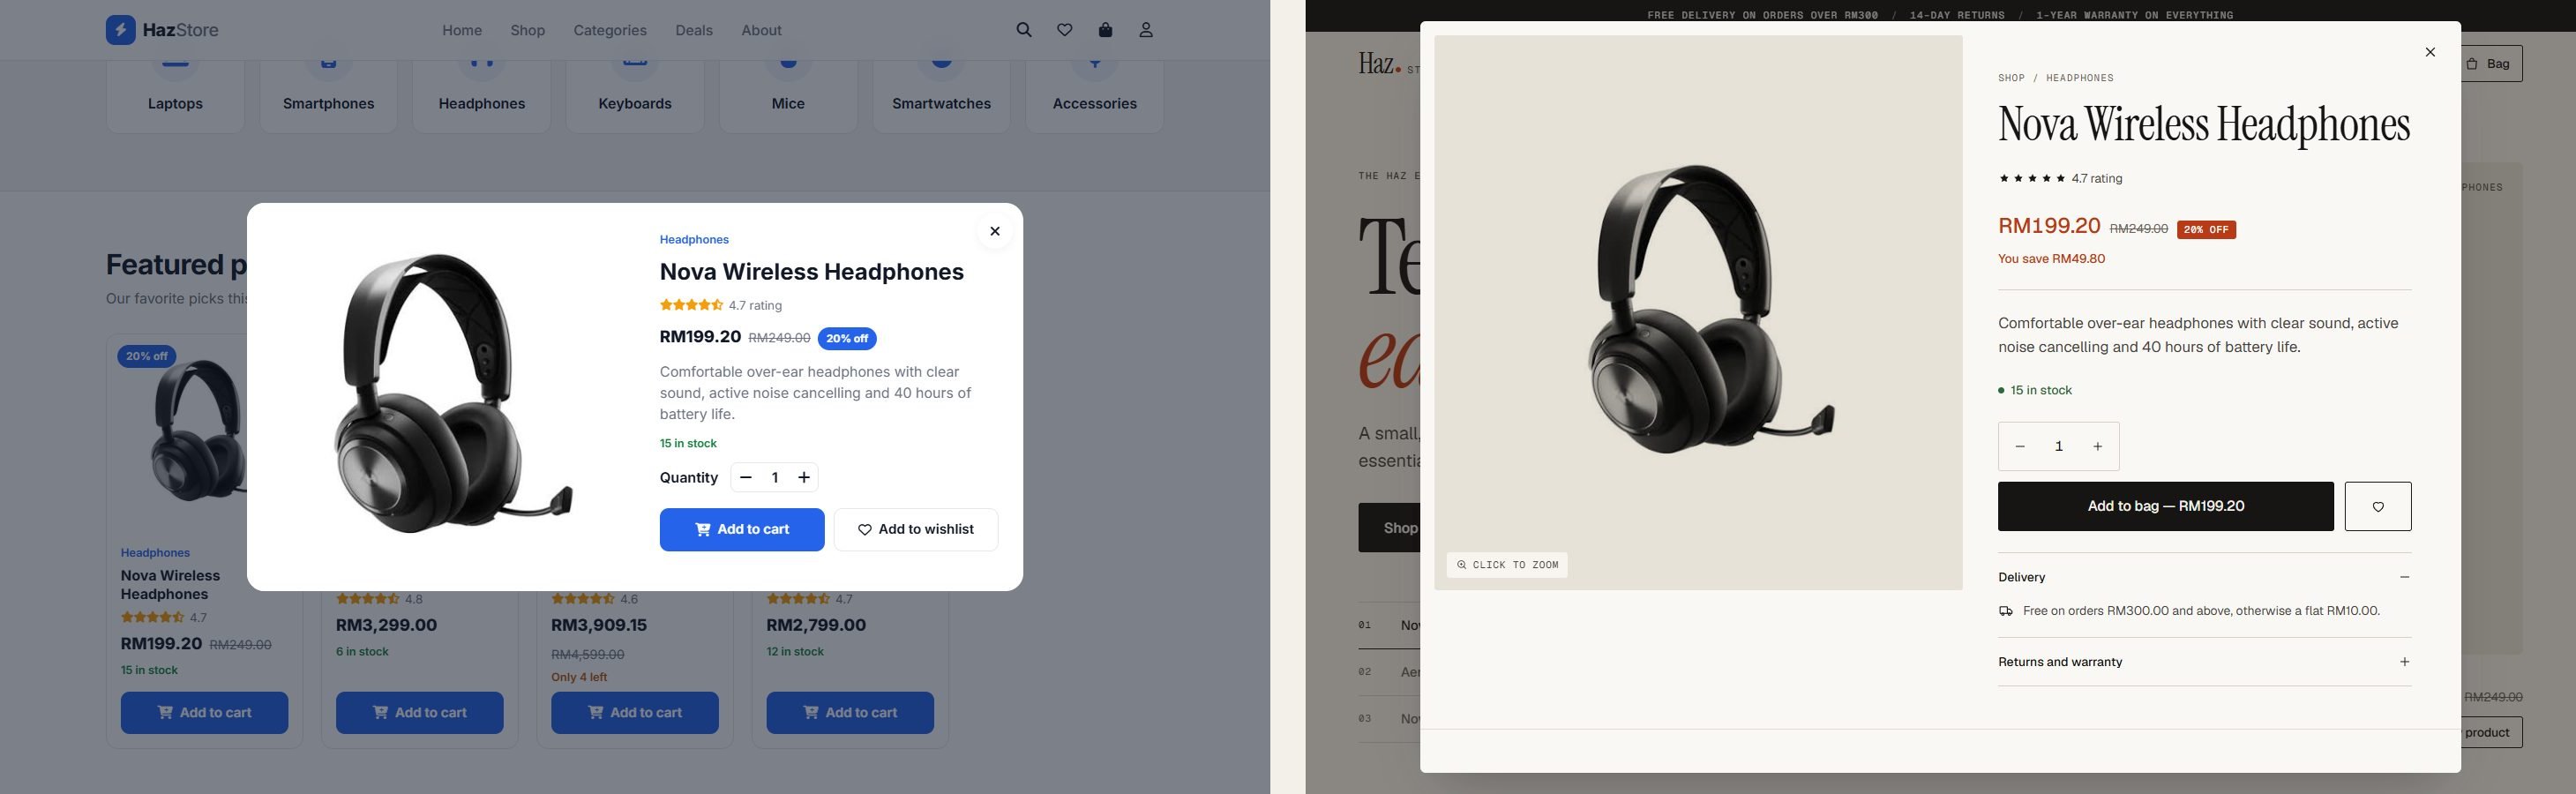 HazStore
Home Shop Categories Deals About
Laptops Smartphones Headphones Keyboards Mice Smartwatches Accessories
Featured
Our favorite picks
20% off
Headphones
Nova Wireless
Headphones
4.7
RM199.20 RM249.00
15 in stock
Add to cart
4.8
RM3,299.00
6 in stock
Add to cart
4.6
RM3,909.15
RM4,599.00
Only 4 left
Add to cart
4.7
RM2,799.00
12 in stock
Add to cart
Headphones
Nova Wireless Headphones
4.7 rating
RM199.20 RM249.00 20% off
Comfortable over-ear headphones with clear
sound, active noise cancelling and 40 hours of
battery life.
15 in stock
Quantity 1
Add to cart Add to wishlist
FREE DELIVERY ON ORDERS OVER RM300 / 14-DAY RETURNS / 1-YEAR WARRANTY ON EVERYTHING
Haz
Bag
THE HAZ
A small,
Shop
01
02
03
RM249.00
product
SHOP / HEADPHONES
Nova Wireless Headphones
4.7 rating
RM199.20 RM249.00 20% OFF
You save RM49.80
Comfortable over-ear headphones with clear sound, active
noise cancelling and 40 hours of battery life.
15 in stock
1
Add to bag — RM199.20
CLICK TO ZOOM
Delivery
Free on orders RM300.00 and above, otherwise a flat RM10.00.
Returns and warranty